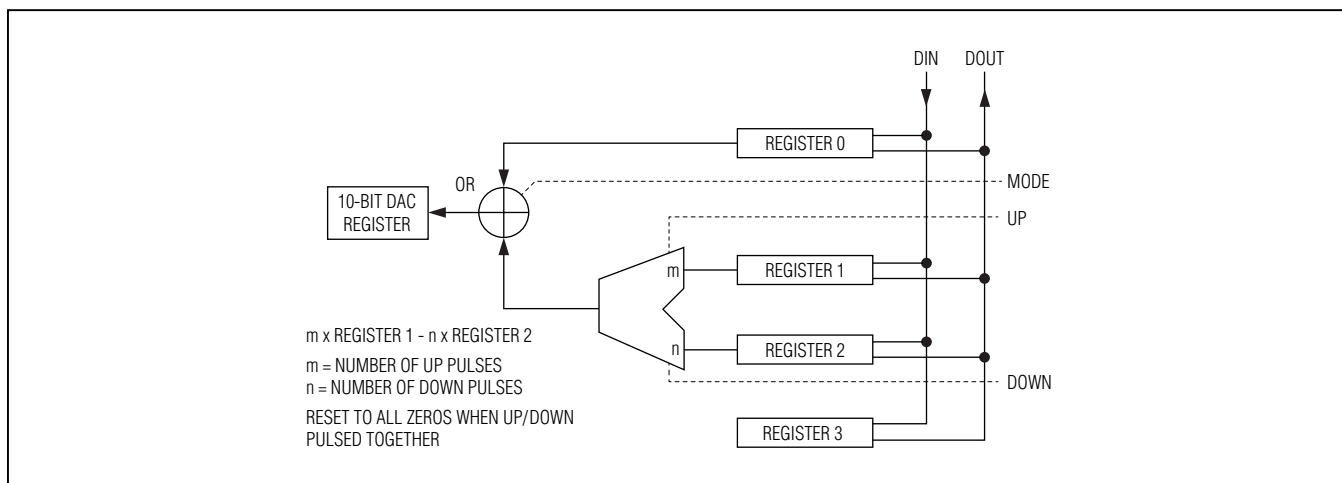 DIN DOUT
REGISTER 0
MODE
OR
10-BIT DAC
REGISTER
UP
m
REGISTER 1
n
REGISTER 2
DOWN
REGISTER 3
m x REGISTER 1 - n x REGISTER 2
m = NUMBER OF UP PULSES
n = NUMBER OF DOWN PULSES
RESET TO ALL ZEROS WHEN UP/DOWN
PULSED TOGETHER